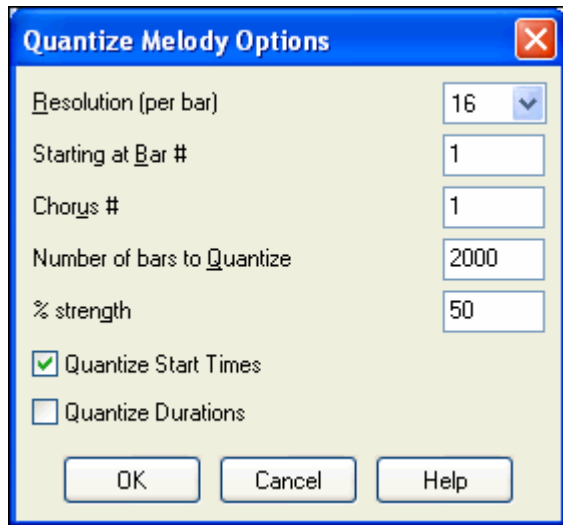 Quantize Melody Options
Resolution (per bar) 16
Starting at Bar # 1
Chorus # 1
Number of bars to Quantize 2000
% strength 50
Quantize Start Times
Quantize Durations
OK Cancel Help